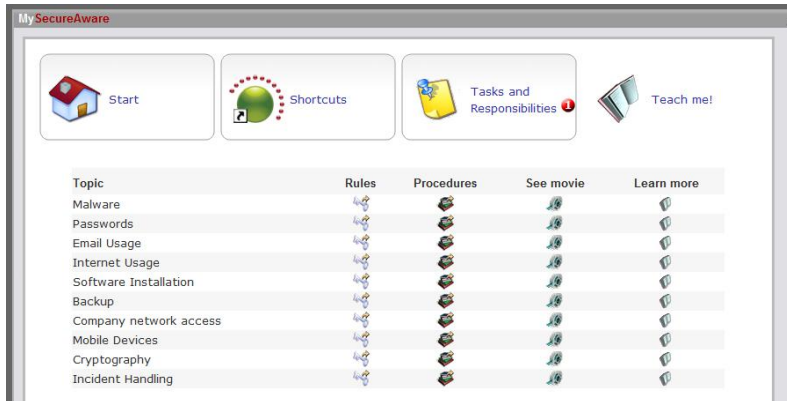 MySecureAware
Start
Shortcuts
Tasks and
Responsibilities 1
Teach me!
Topic Rules Procedures See movie Learn more
Malware
Passwords
Email Usage
Internet Usage
Software Installation
Backup
Company network access
Mobile Devices
Cryptography
Incident Handling